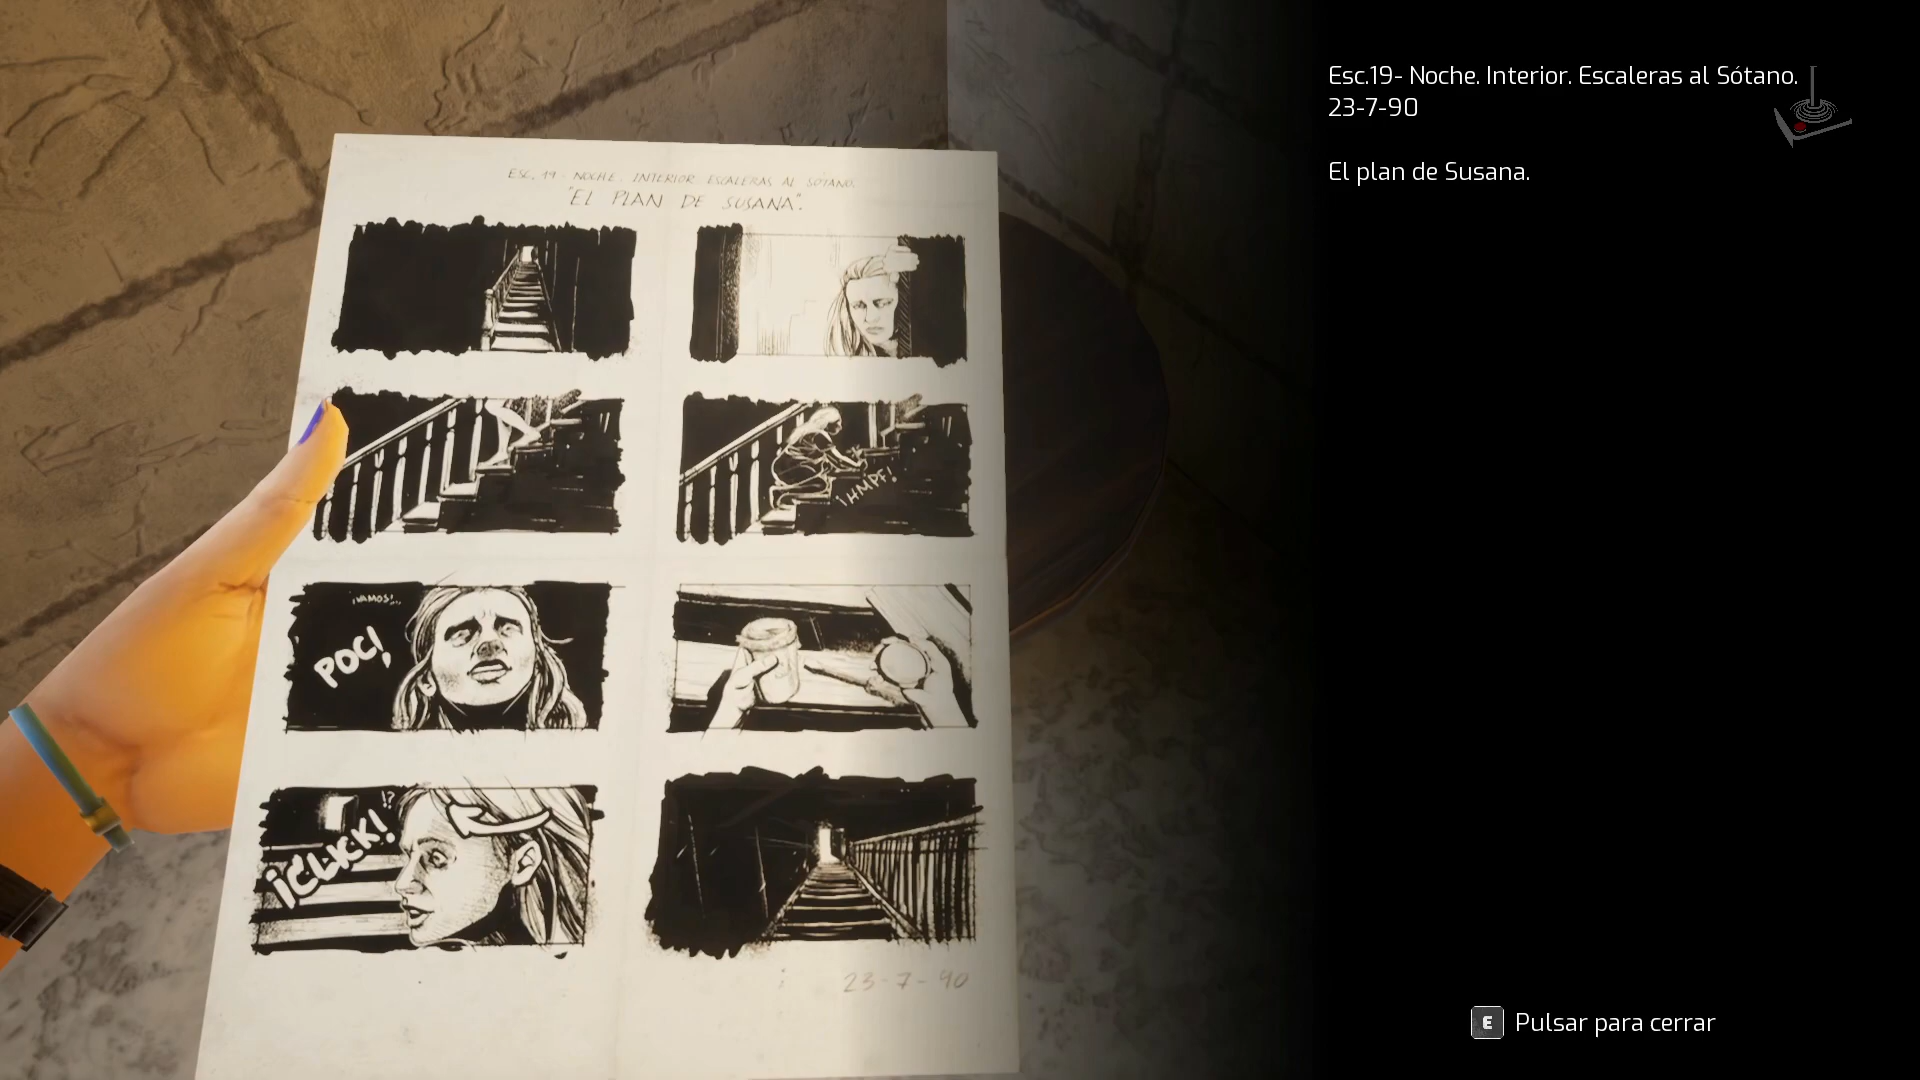 ESC. 19 - NOCHE. INTERIOR ESCALERAS AL SÓTANO.
"EL PLAN DE SUSANA".
¡HMPF!
¡VAMOS!..
POC!
!?
¡CLICK!
23-7-90
Esc.19- Noche. Interior. Escaleras al Sótano.
23-7-90
El plan de Susana.
E Pulsar para cerrar